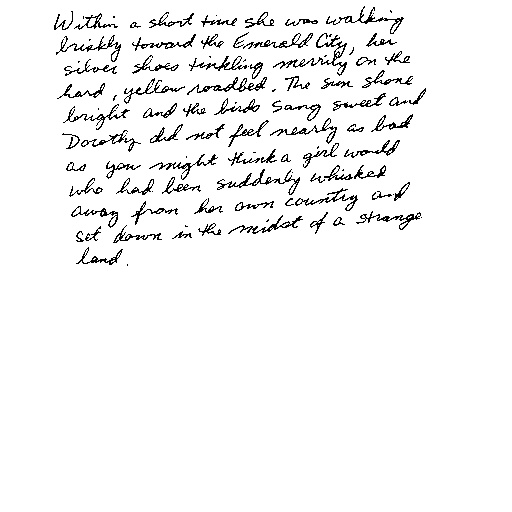 Within a short time she was walking
briskly toward the Emerald City, her
silver shoes tinkling merrily on the
hard, yellow roadbed. The sun shone
bright and the birds sang sweet and
Dorothy did not feel nearly as bad
as you might think a girl would
who had been suddenly whisked
away from her own country and
set down in the midst of a strange
land.